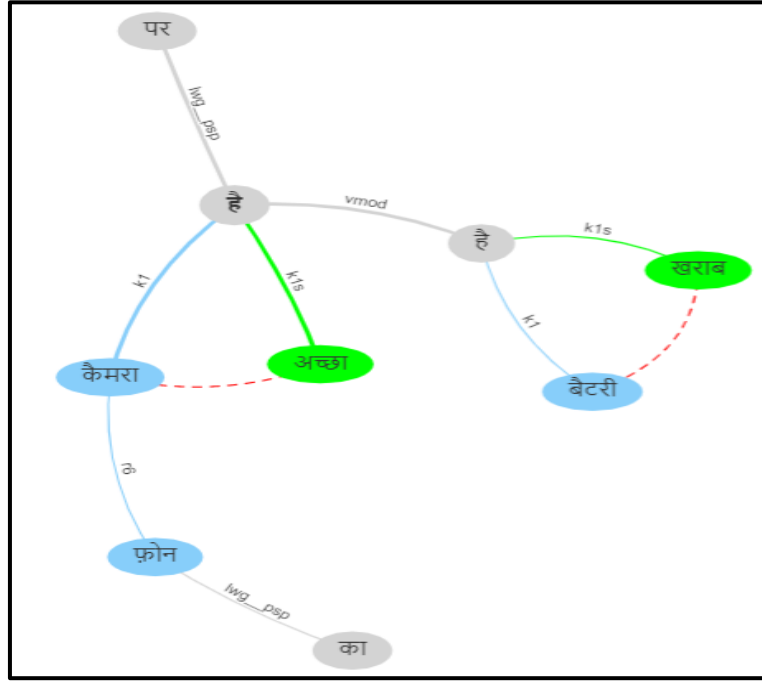 पर
lwg__psp
है
vmod
है
k1s
खराब
k1
k1s
k1
कैमरा
अच्छा
बैटरी
r6
फ़ोन
lwg__psp
का